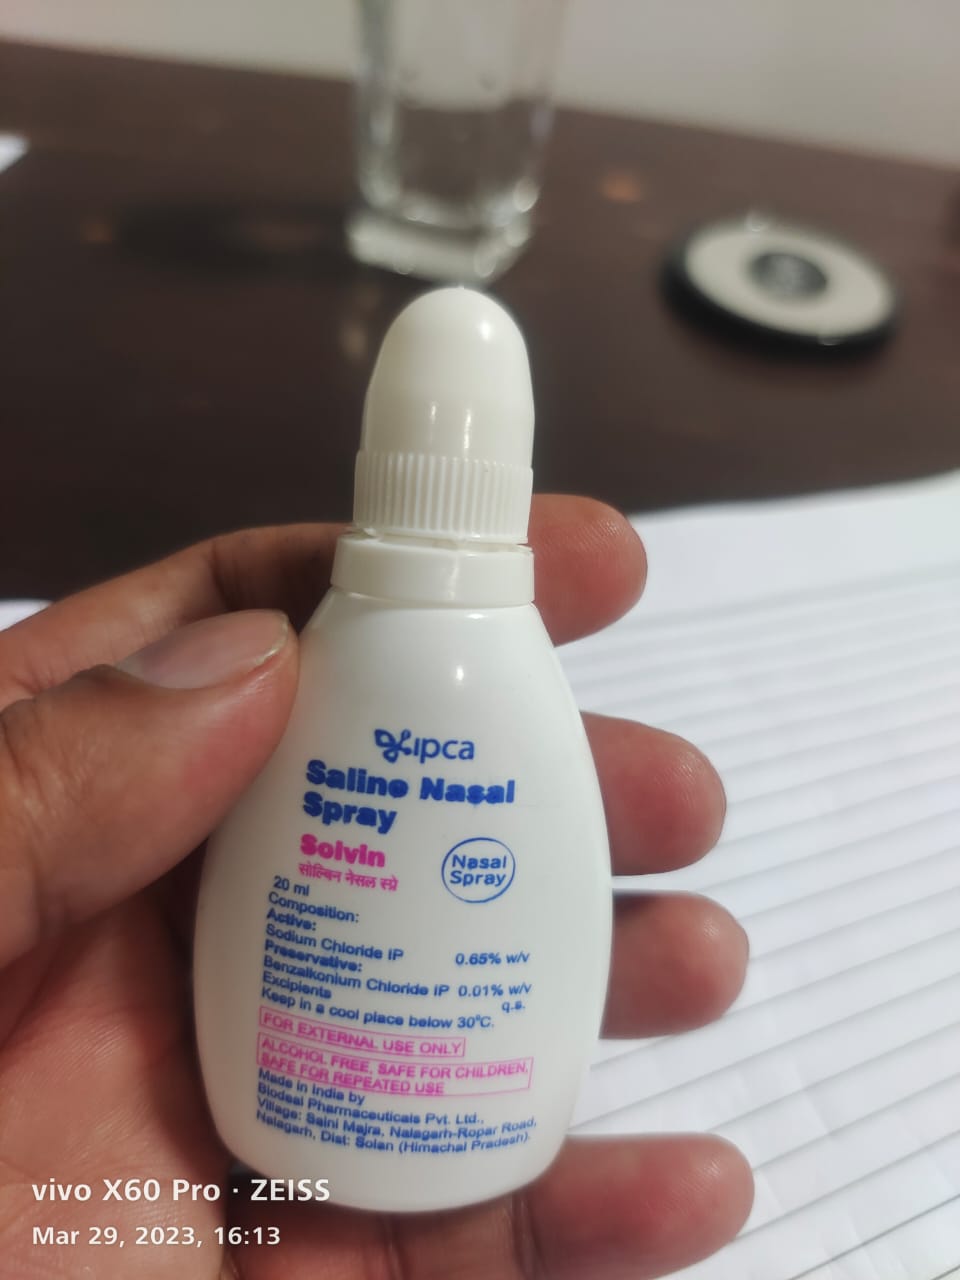 ipca
Saline Nasal
Spray
Solvin
सोल्विन नेसल स्प्रे
Nasal
Spray
20 ml
Composition:
Active:
Sodium Chloride IP 0.65% w/v
Preservative:
Benzalkonium Chloride IP 0.01% w/v
Excipients q.s.
Keep in a cool place below 30°C.
FOR EXTERNAL USE ONLY
ALCOHOL FREE, SAFE FOR CHILDREN,
SAFE FOR REPEATED USE
Made in India by
Biodeal Pharmaceuticals Pvt. Ltd.,
Village: Saini Majra, Nalagarh-Ropar Road,
Nalagarh, Dist: Solan (Himachal Pradesh).
vivo X60 Pro · ZEISS
Mar 29, 2023, 16:13